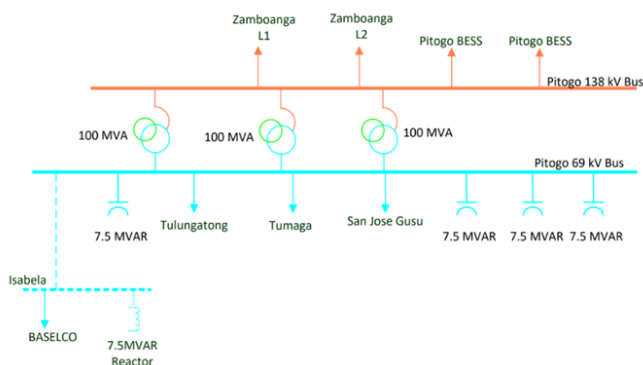 Zamboanga
L1
Zamboanga
L2
Pitogo BESS
Pitogo BESS
Pitogo 138 kV Bus
100 MVA
100 MVA
100 MVA
Pitogo 69 kV Bus
7.5 MVAR
Tulungatong
Tumaga
San Jose Gusu
7.5 MVAR
7.5 MVAR
7.5 MVAR
Isabela
BASELCO
7.5MVAR
Reactor